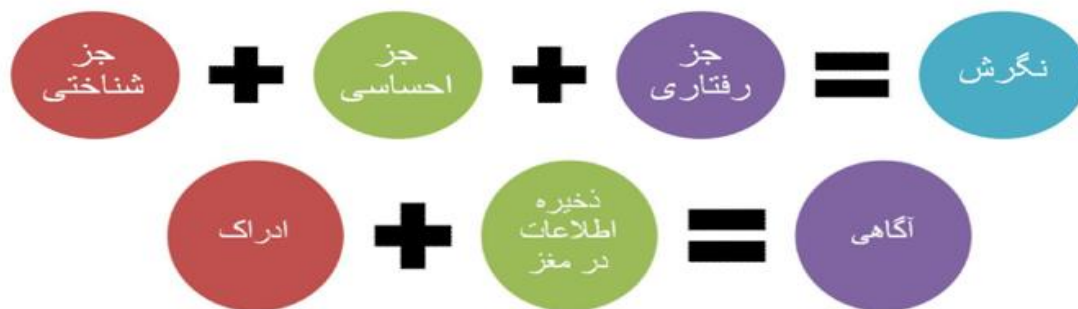 جز
شناختی
+
جز
احساسی
+
جز
رفتاری
=
نگرش
ادراک
+
ذخیره
اطلاعات
در مغز
=
آگاهی